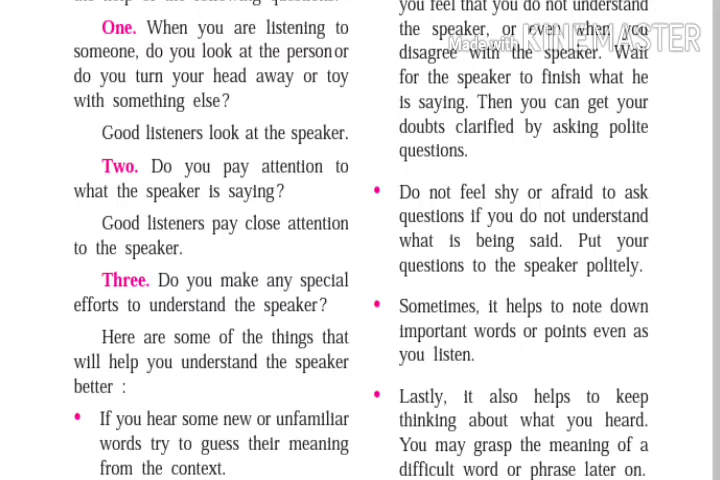 the help of the following questions.
One. When you are listening to
someone, do you look at the person or
do you turn your head away or toy
with something else?
Good listeners look at the speaker.
Two. Do you pay attention to
what the speaker is saying?
Good listeners pay close attention
to the speaker.
Three. Do you make any special
efforts to understand the speaker?
Here are some of the things that
will help you understand the speaker
better :
• If you hear some new or unfamiliar
words try to guess their meaning
from the context.
you feel that you do not understand
the speaker, or even when you
disagree with the speaker. Wait
for the speaker to finish what he
is saying. Then you can get your
doubts clarified by asking polite
questions.
• Do not feel shy or afraid to ask
questions if you do not understand
what is being said. Put your
questions to the speaker politely.
• Sometimes, it helps to note down
important words or points even as
you listen.
• Lastly, it also helps to keep
thinking about what you heard.
You may grasp the meaning of a
difficult word or phrase later on.
Made with KINEMASTER